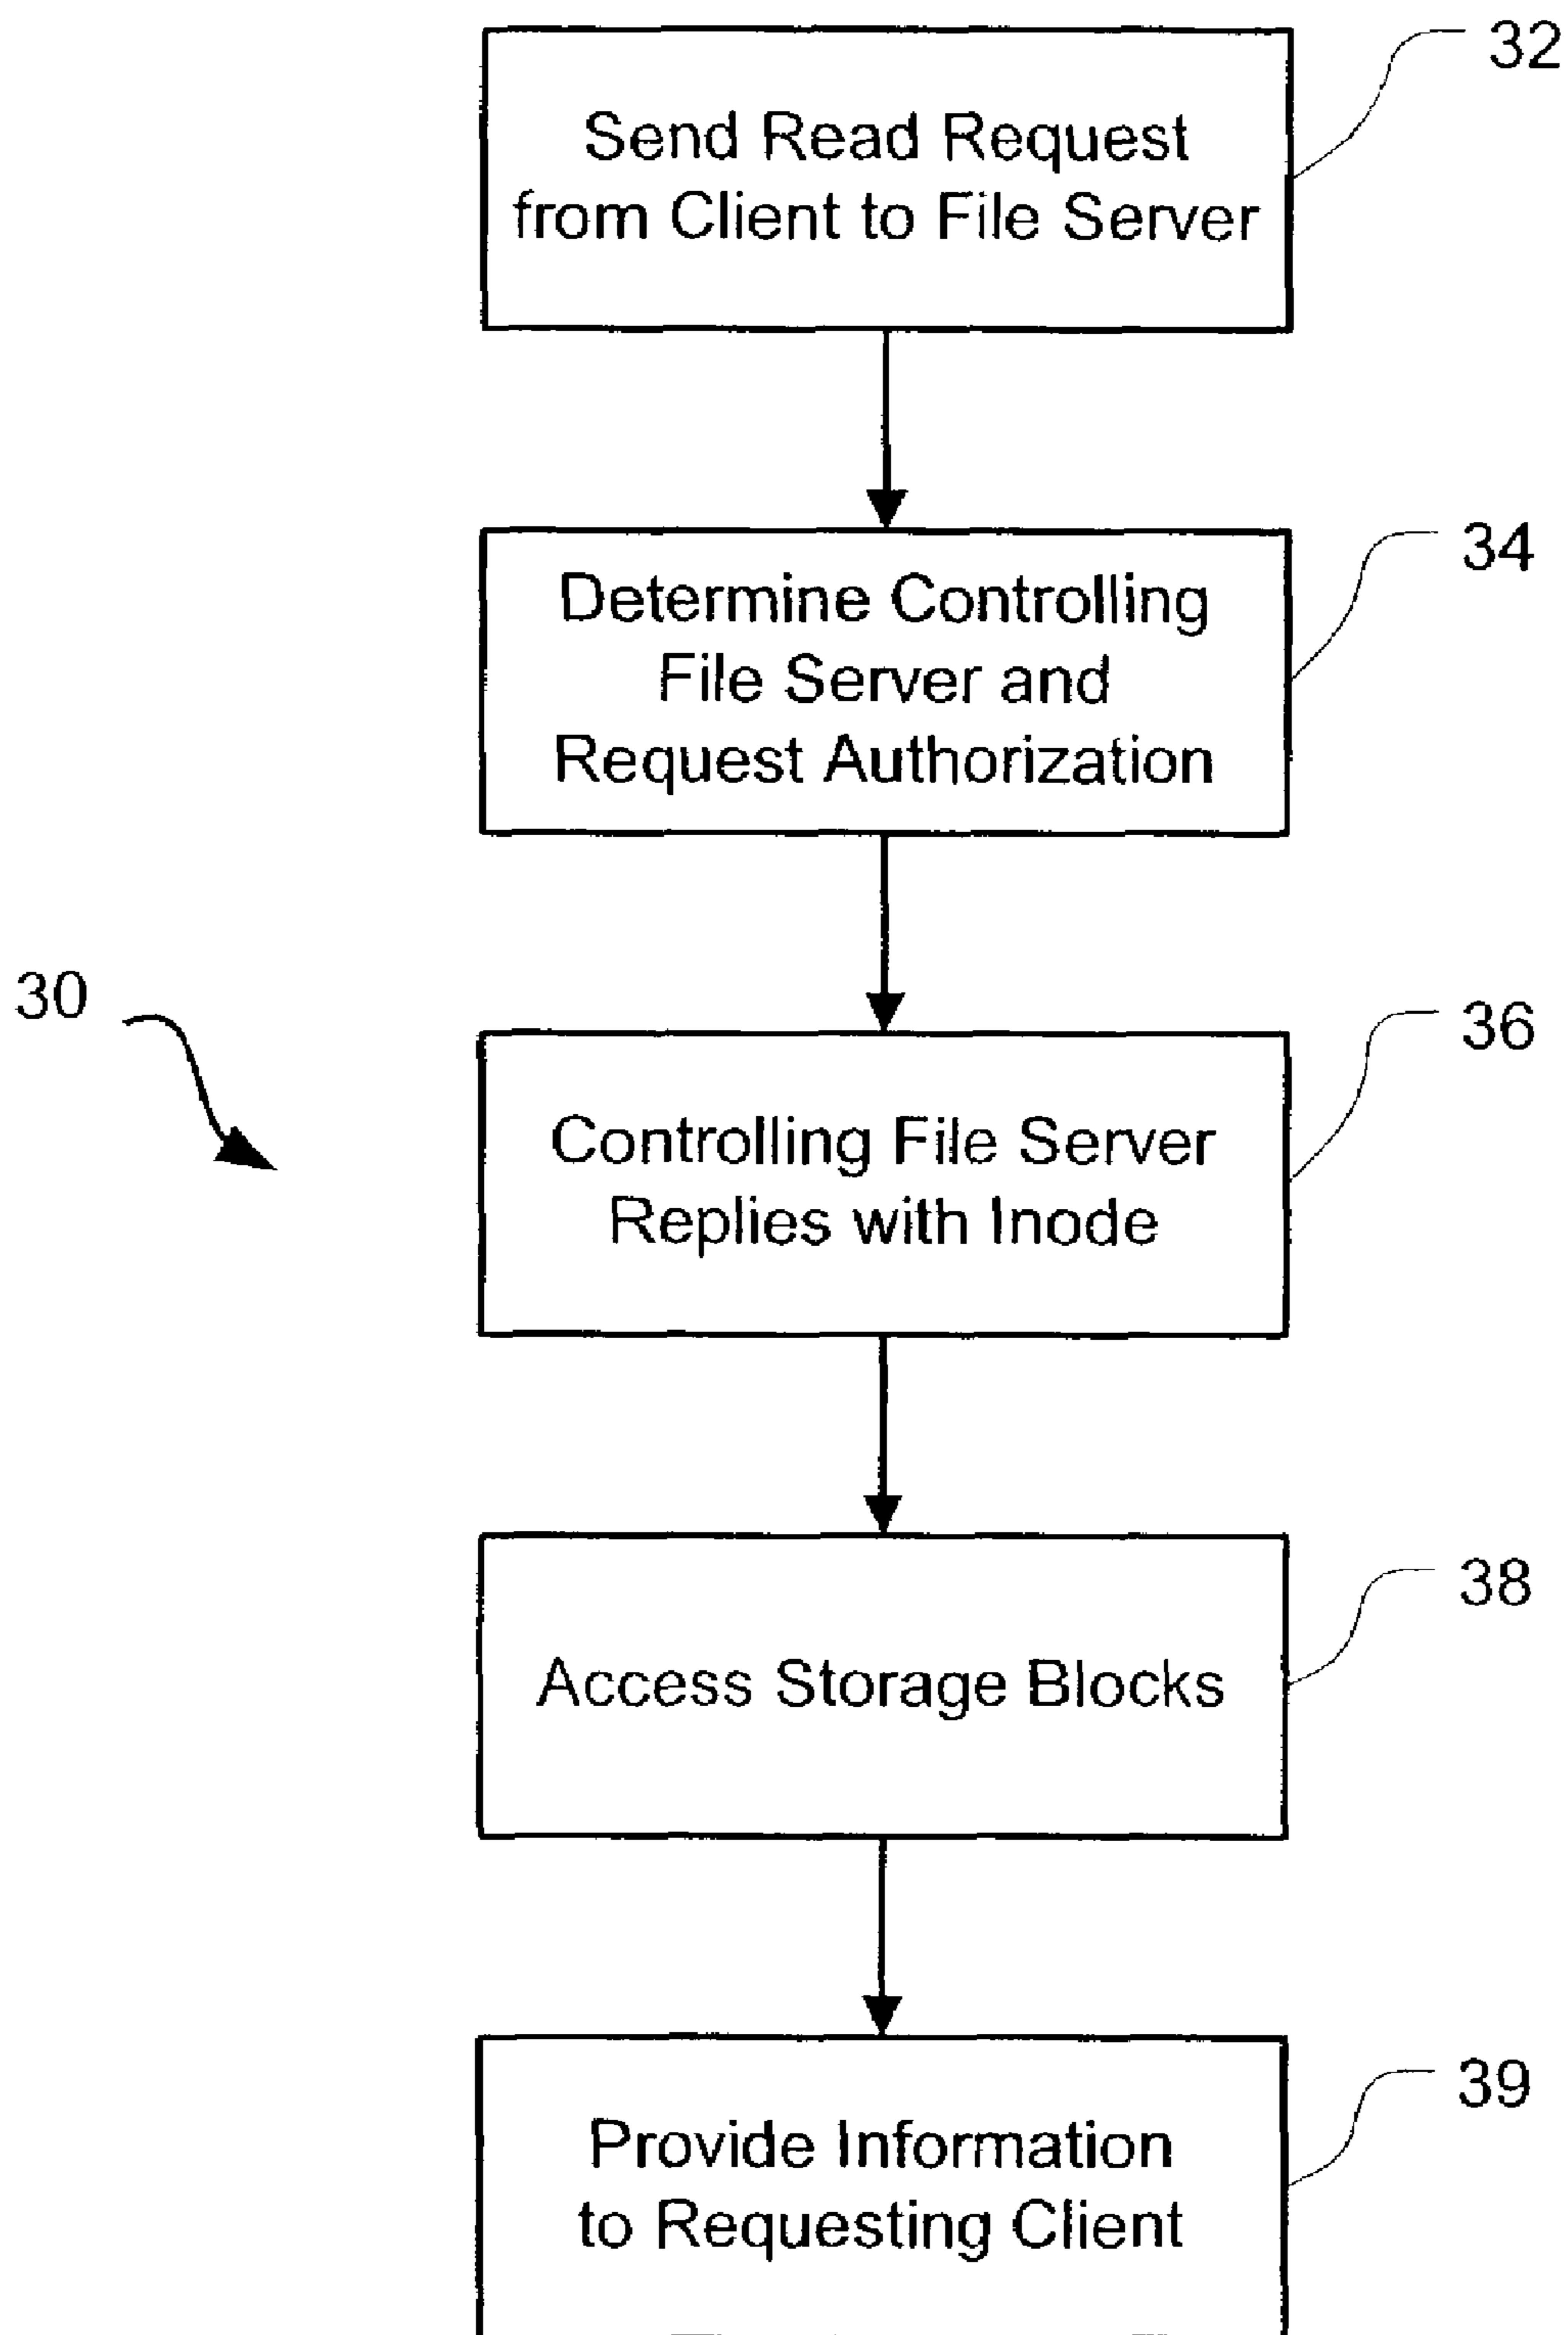 32
Send Read Request
from Client to File Server
34
Determine Controlling
File Server and
Request Authorization
30
36
Controlling File Server
Replies with Inode
38
Access Storage Blocks
39
Provide Information
to Requesting Client